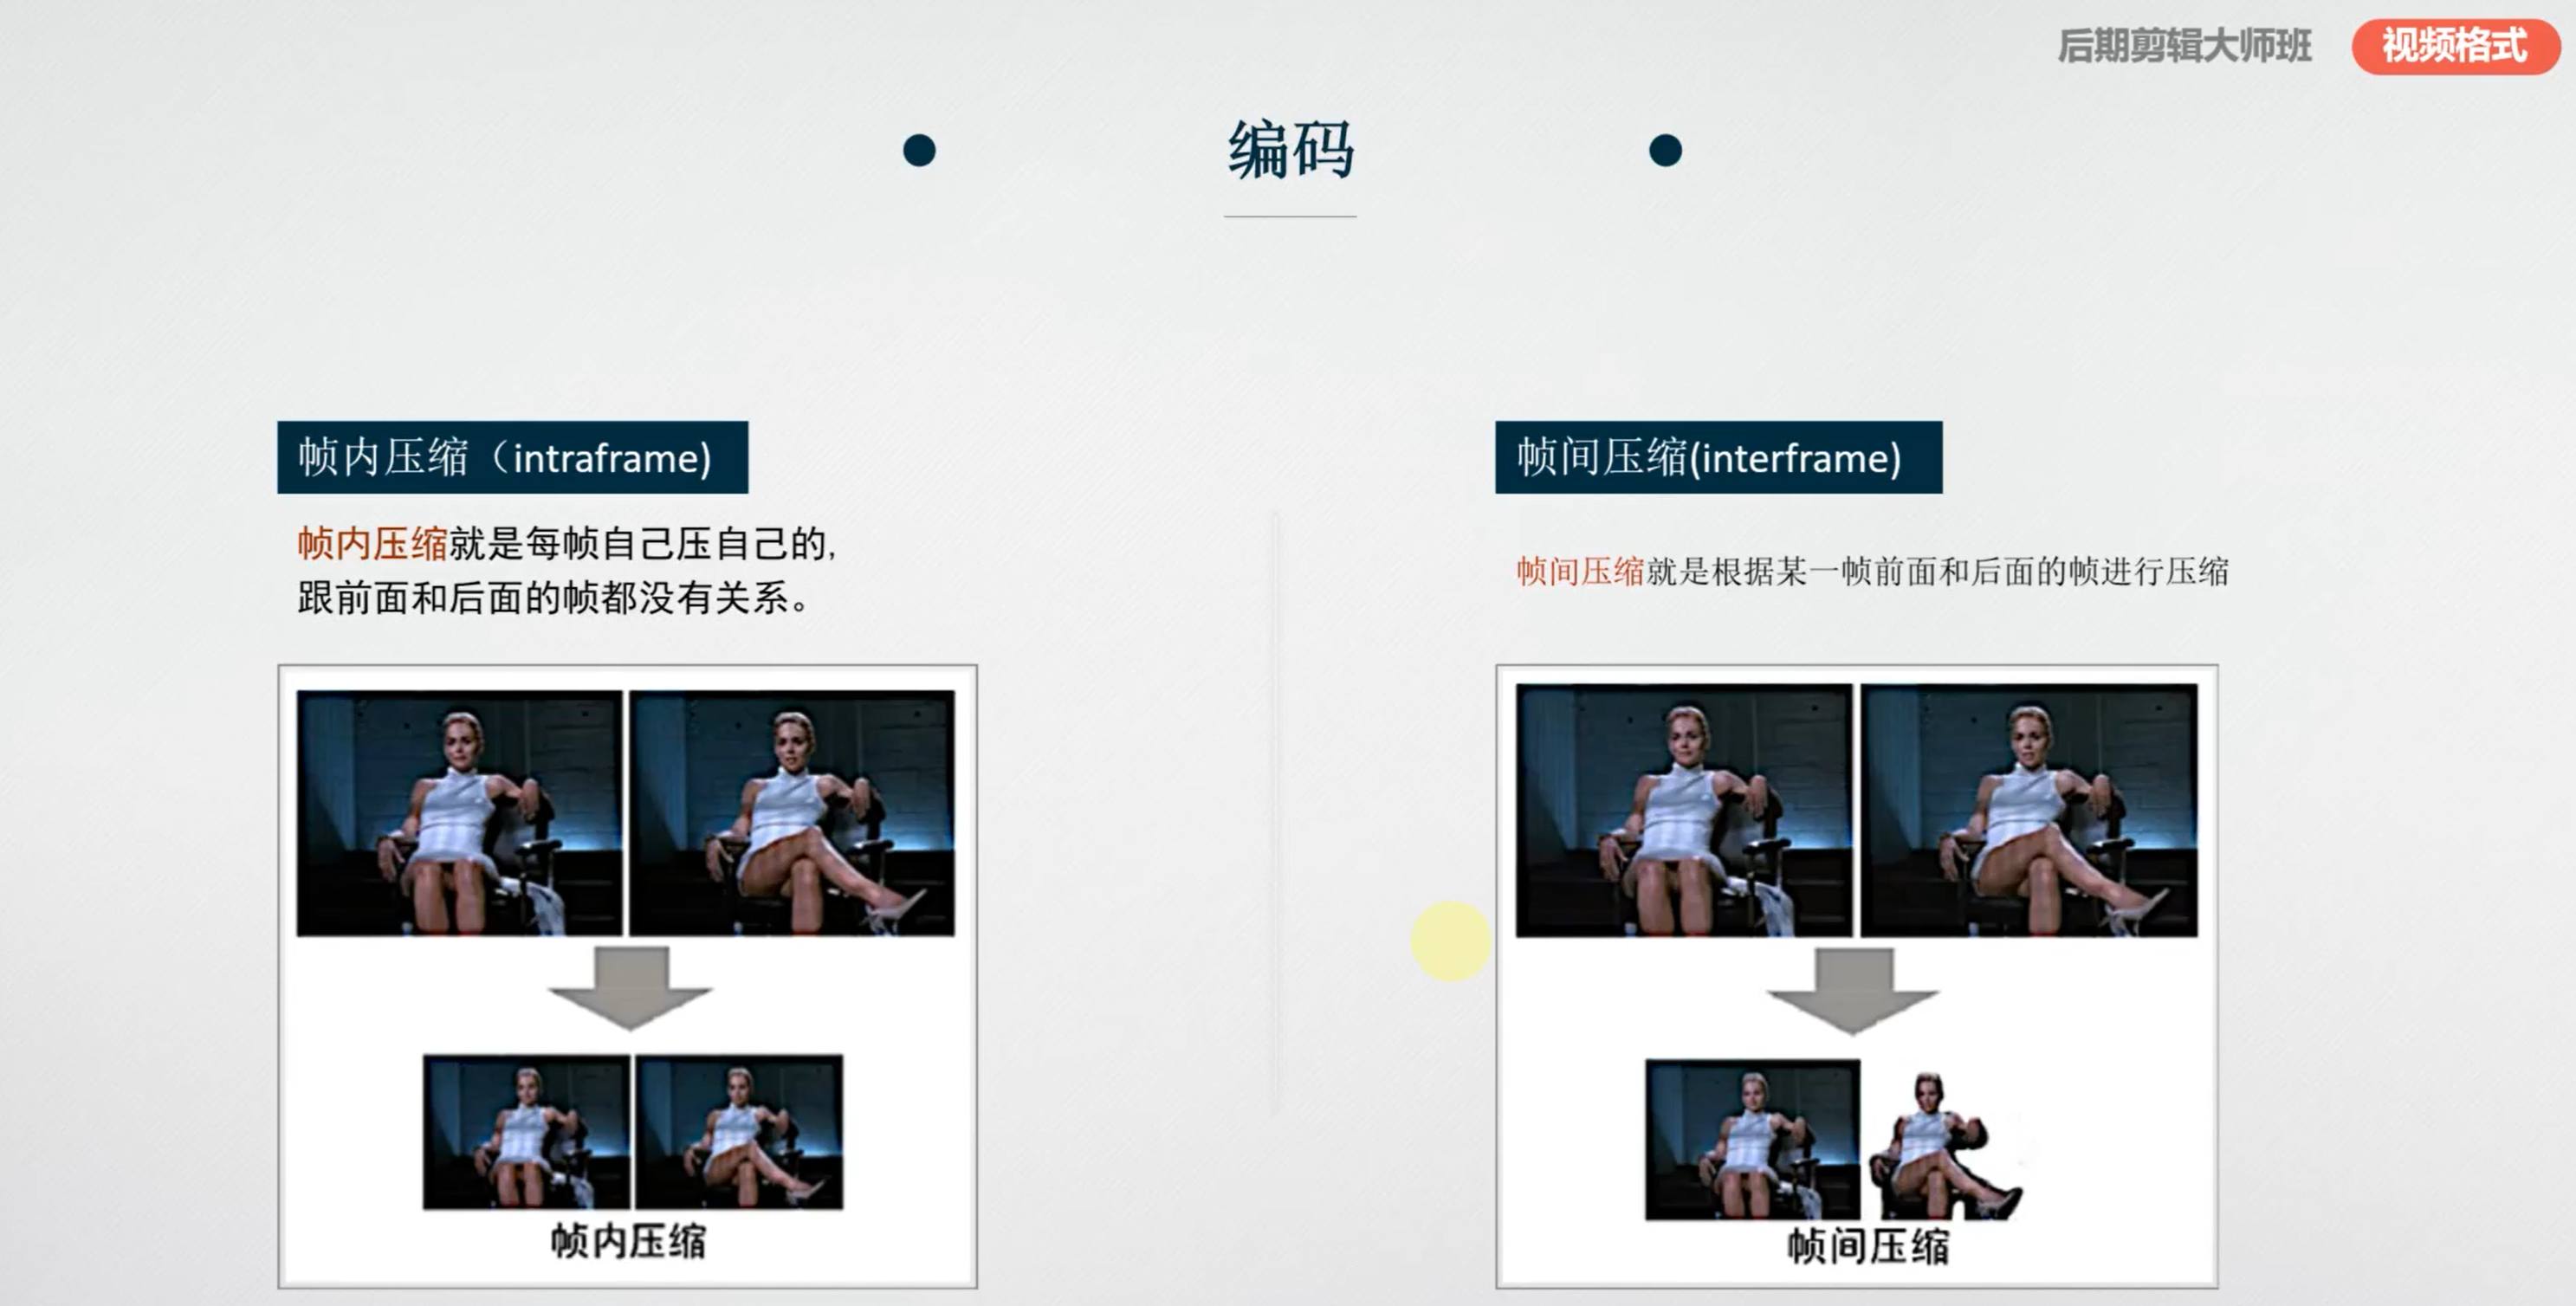 后期剪辑大师班
视频格式
编码
帧内压缩（intraframe)
帧内压缩就是每帧自己压自己的,
跟前面和后面的帧都没有关系。
帧内压缩
帧间压缩(interframe)
帧间压缩就是根据某一帧前面和后面的帧进行压缩
帧间压缩